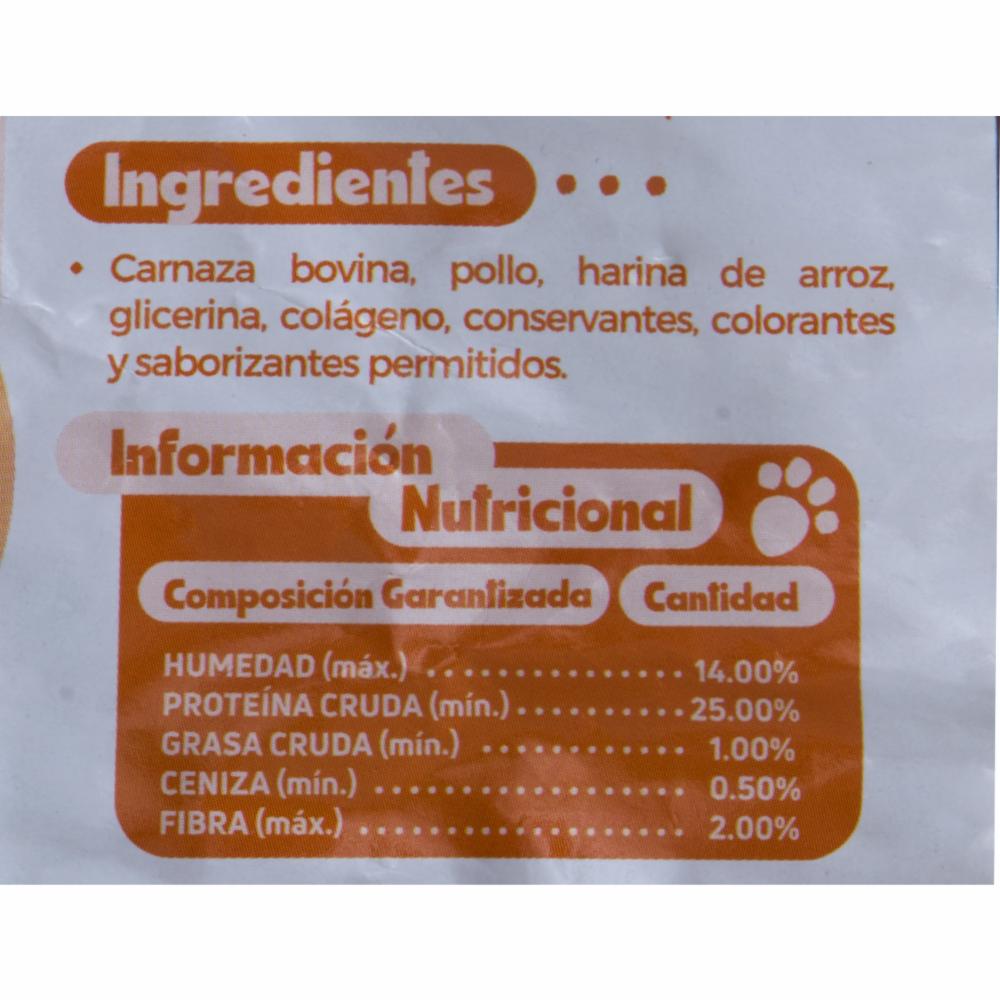 Ingredientes
• Carnaza bovina, pollo, harina de arroz,
glicerina, colágeno, conservantes, colorantes
y saborizantes permitidos.
Información
Nutricional
Composición Garantizada Cantidad
HUMEDAD (máx.) ................ 14.00%
PROTEÍNA CRUDA (mín.) ........... 25.00%
GRASA CRUDA (mín.) ............. 1.00%
CENIZA (mín.) .................... 0.50%
FIBRA (máx.) ..................... 2.00%